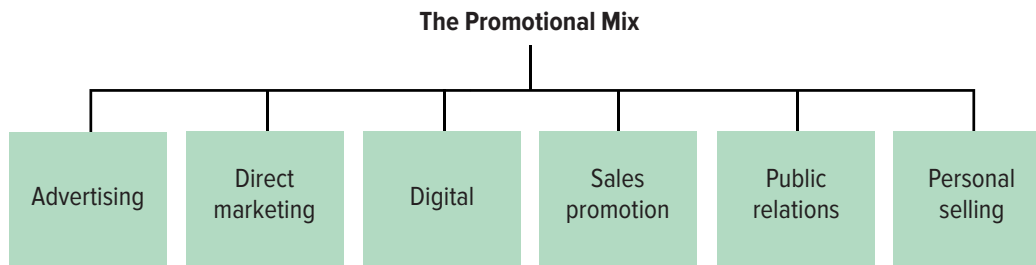 The Promotional Mix
Advertising
Direct
marketing
Digital
Sales
promotion
Public
relations
Personal
selling